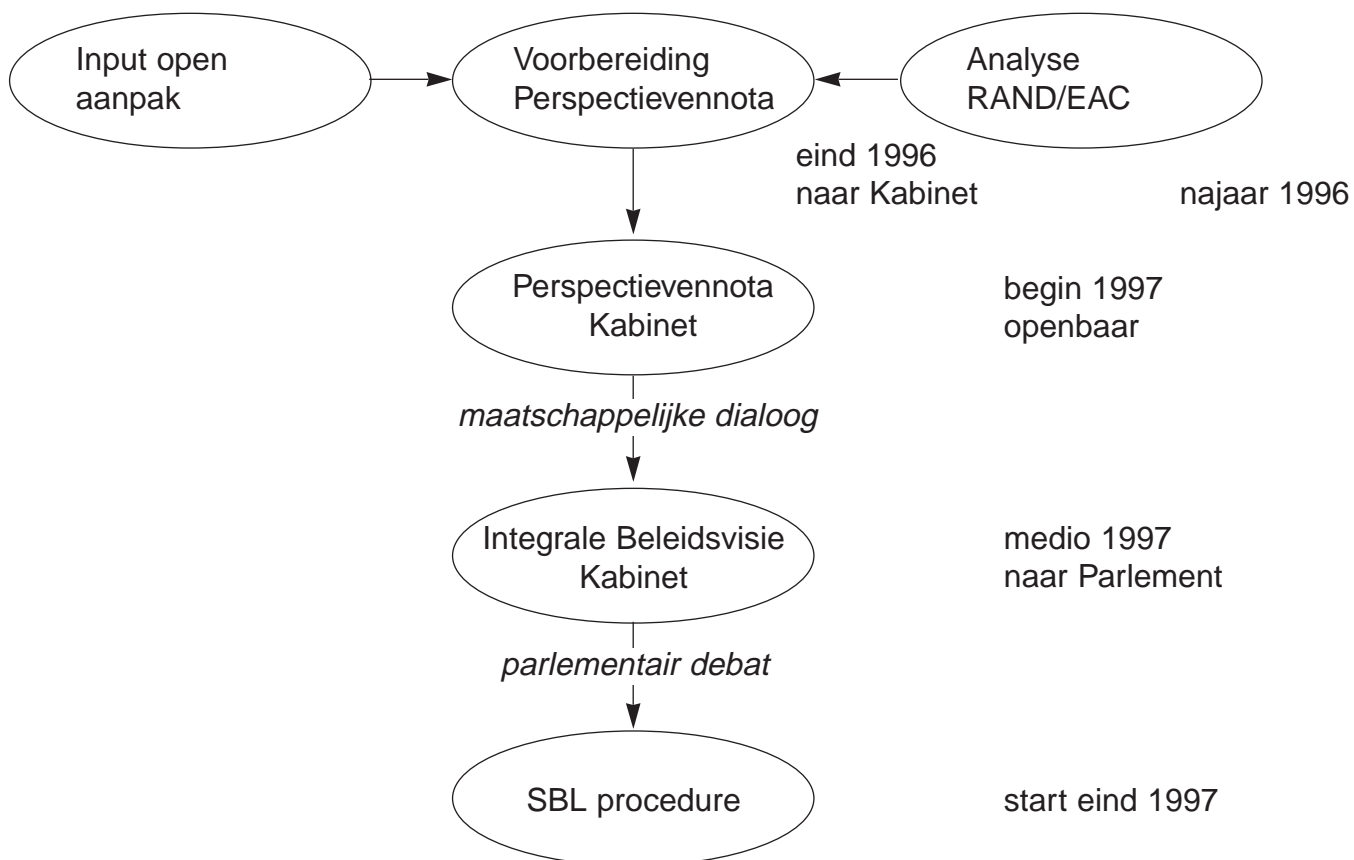 Input open
aanpak
Voorbereiding
Perspectievennota
Analyse
RAND/EAC
eind 1996
naar Kabinet
najaar 1996
Perspectievennota
Kabinet
begin 1997
openbaar
maatschappelijke dialoog
Integrale Beleidsvisie
Kabinet
medio 1997
naar Parlement
parlementair debat
SBL procedure
start eind 1997